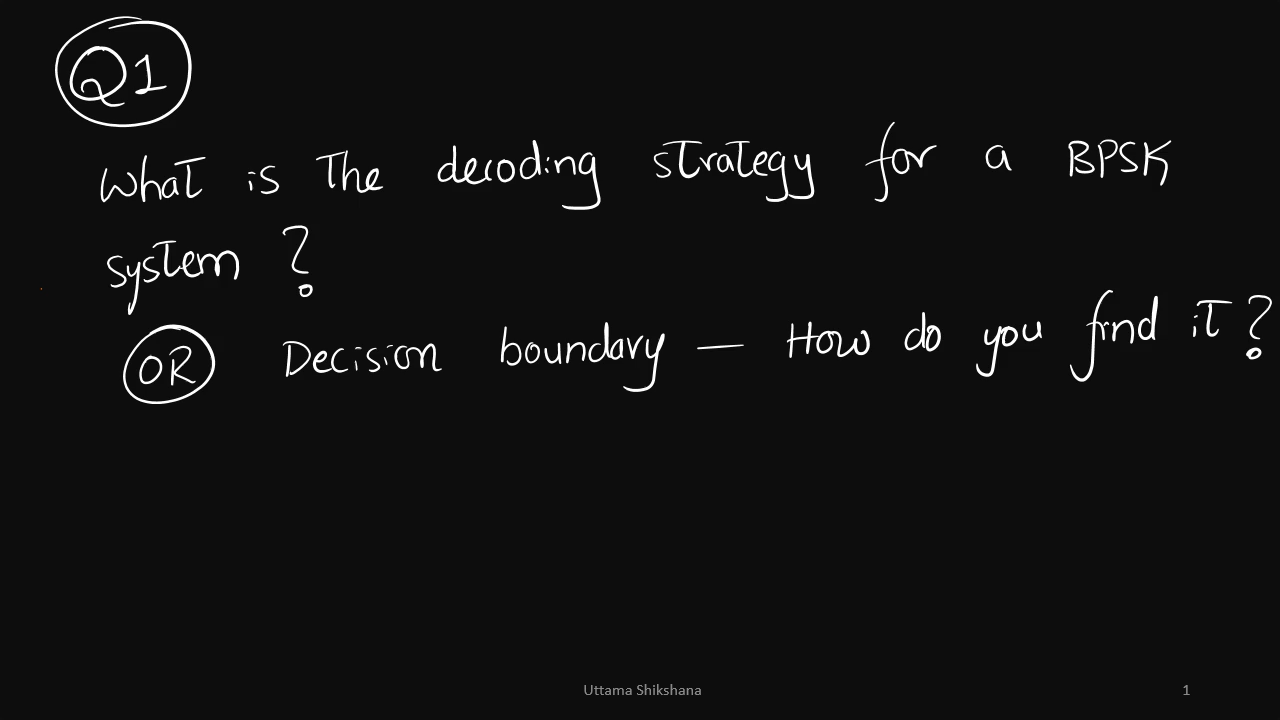 Q1
What is The decoding strategy for a BPSK
system ?
OR Decision boundary — How do you find it ?
Uttama Shikshana 1